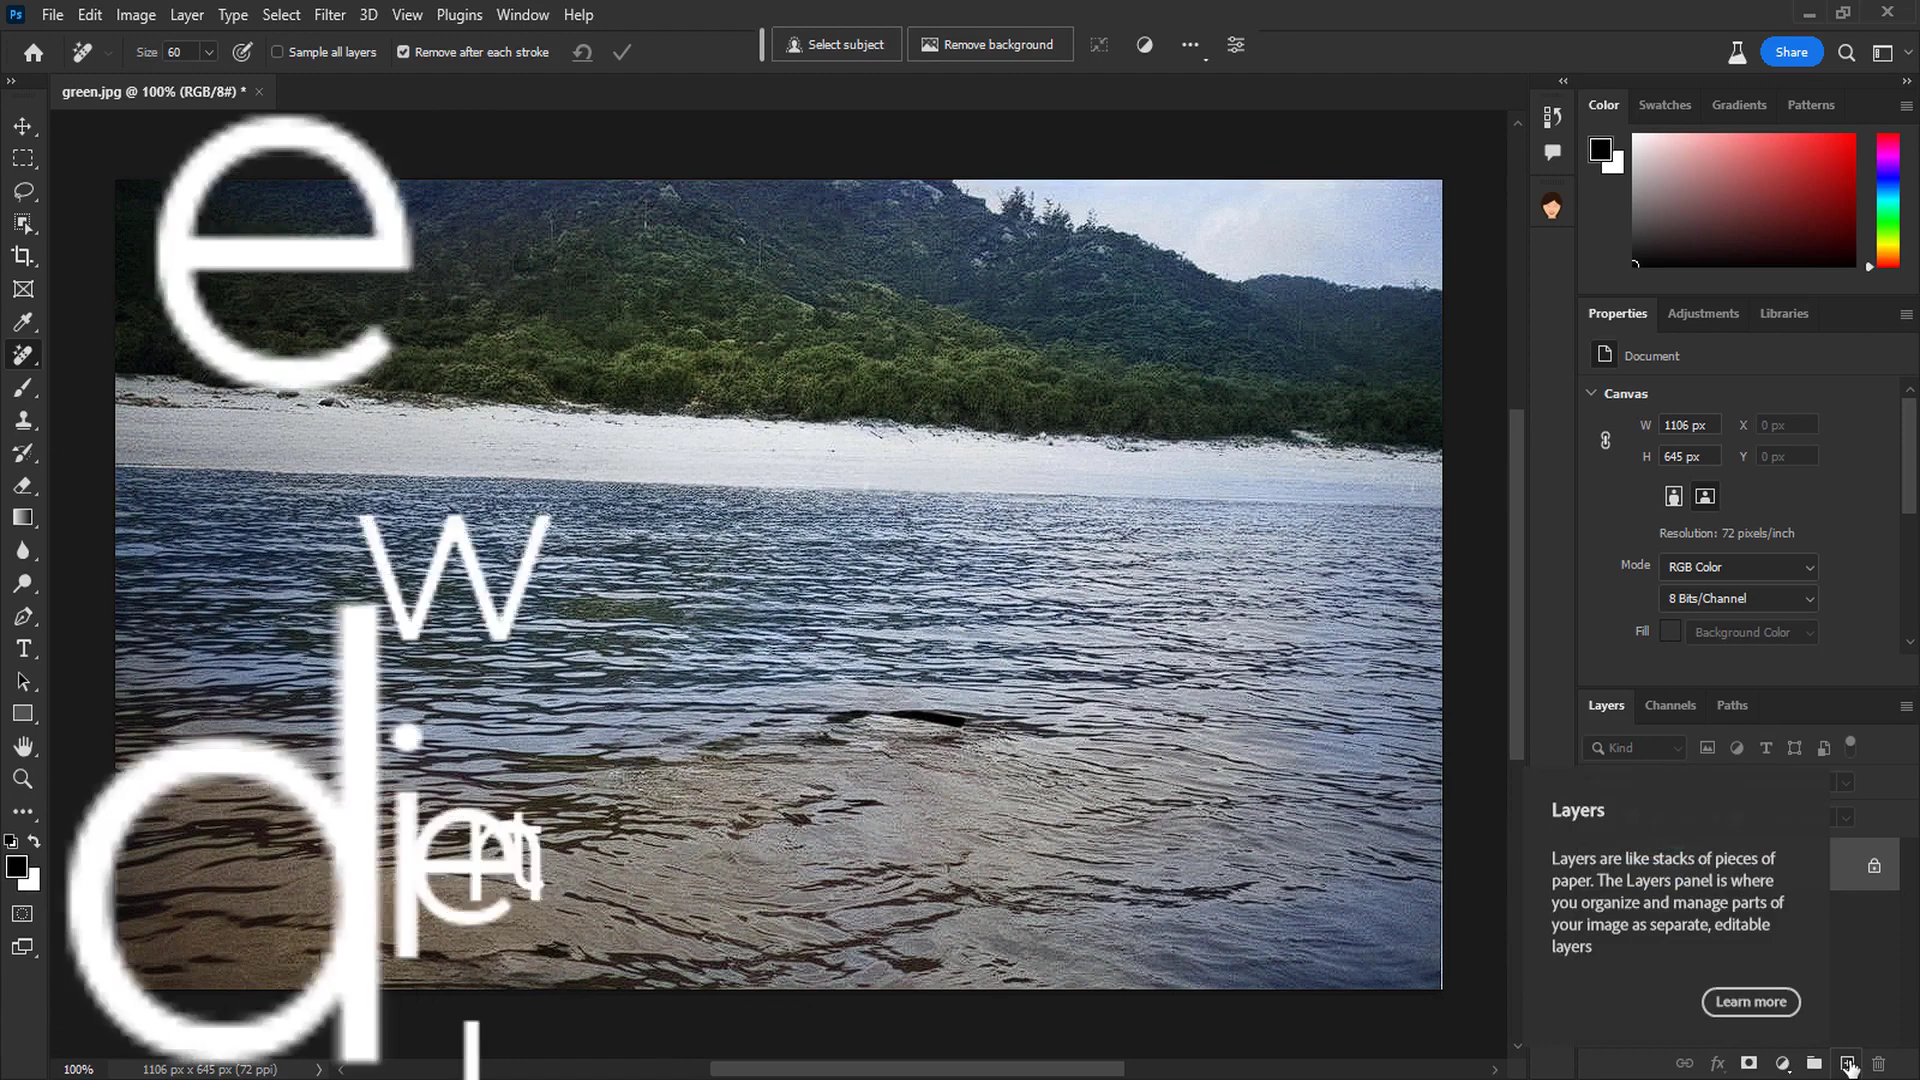 Ps File Edit Image Layer Type Select Filter 3D View Plugins Window Help
Size 60 Sample all layers Remove after each stroke Select subject Remove background Share
green.jpg @ 100% (RGB/8#) *
Color Swatches Gradients Patterns
Properties Adjustments Libraries
Document
Canvas
W 1106 px X 0 px
H 645 px Y 0 px
Resolution: 72 pixels/inch
Mode RGB Color
8 Bits/Channel
Fill Background Color
Layers Channels Paths
Kind
Layers
Layers are like stacks of pieces of
paper. The Layers panel is where
you organize and manage parts of
your image as separate, editable
layers
Learn more
e
w
d
i
e
n
t
100% 1106 px x 645 px (72 ppi)